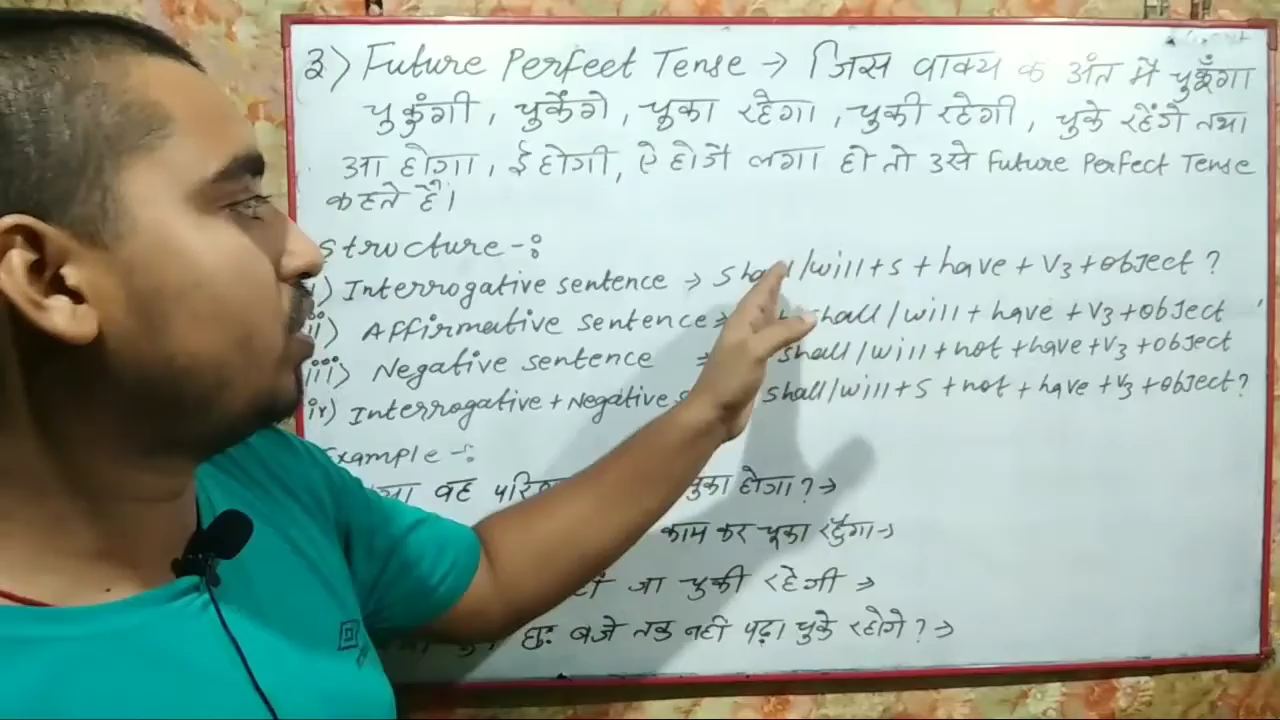 3) Future Perfect Tense → जिस वाक्य क अंत में चुकूँगा
चुकुंगी, चुकेंगे, चूका रहेगा, चुकी रहेगी, चुके रहेंगे तथा
आ होगा, ई होगी, ऐ होगें लगा हो तो उसे Future Perfect Tense
कहते हैं।
Structure -:
i) Interrogative sentence → shall/will+s+have+V3+object?
ii) Affirmative sentence → shall/will+have+V3+object
iii) Negative sentence → shall/will+not+have+V3+object
iv) Interrogative+Negative shall/will+s+not+have+V3+object?
Example -:
वह चुका होगा? →
काम कर चूका रहुँगा →
जा चुकी रहेगी →
छः बजे तक नहीं पढ़ा चुके रहोगे? →